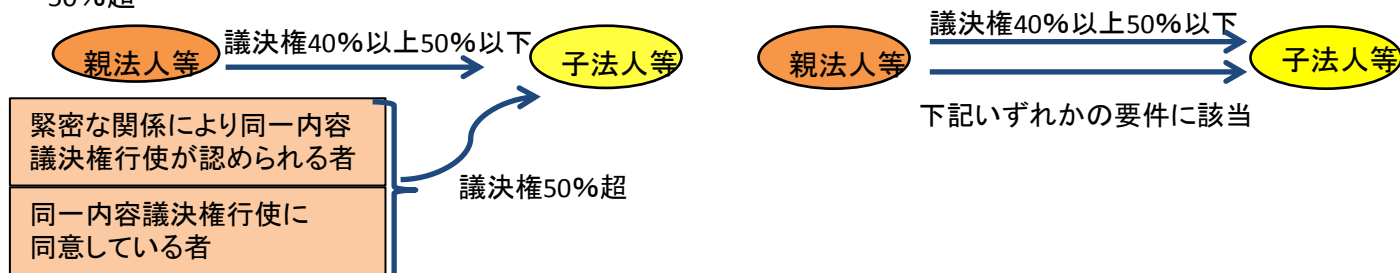 50％超
親法人等
議決権40％以上50％以下
子法人等
緊密な関係により同一内容
議決権行使が認められる者
同一内容議決権行使に
同意している者
議決権50％超
親法人等
議決権40％以上50％以下
子法人等
下記いずれかの要件に該当